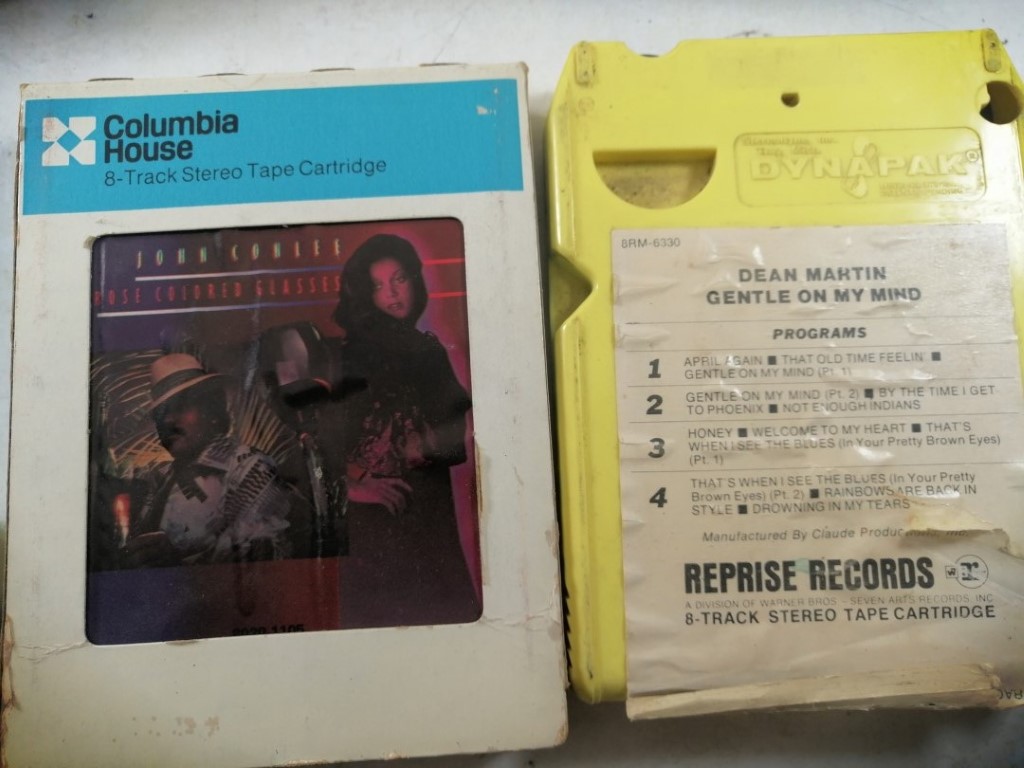 Columbia
House
8-Track Stereo Tape Cartridge
JOHN CONLEE
ROSE COLORED GLASSES
DYNAPAK®
8RM-6330
DEAN MARTIN
GENTLE ON MY MIND
PROGRAMS
1 APRIL AGAIN ■ THAT OLD TIME FEELIN' ■
GENTLE ON MY MIND (Pt. 1)
2 GENTLE ON MY MIND (Pt. 2) ■ BY THE TIME I GET
TO PHOENIX ■ NOT ENOUGH INDIANS
3 HONEY ■ WELCOME TO MY HEART ■ THAT'S
WHEN I SEE THE BLUES (In Your Pretty Brown Eyes)
(Pt. 1)
4 THAT'S WHEN I SEE THE BLUES (In Your Pretty
Brown Eyes) (Pt. 2) ■ RAINBOWS ARE BACK IN
STYLE ■ DROWNING IN MY TEARS
Manufactured By Claude Productions, Inc.
REPRISE RECORDS
A DIVISION OF WARNER BROS. - SEVEN ARTS RECORDS, INC.
8-TRACK STEREO TAPE CARTRIDGE